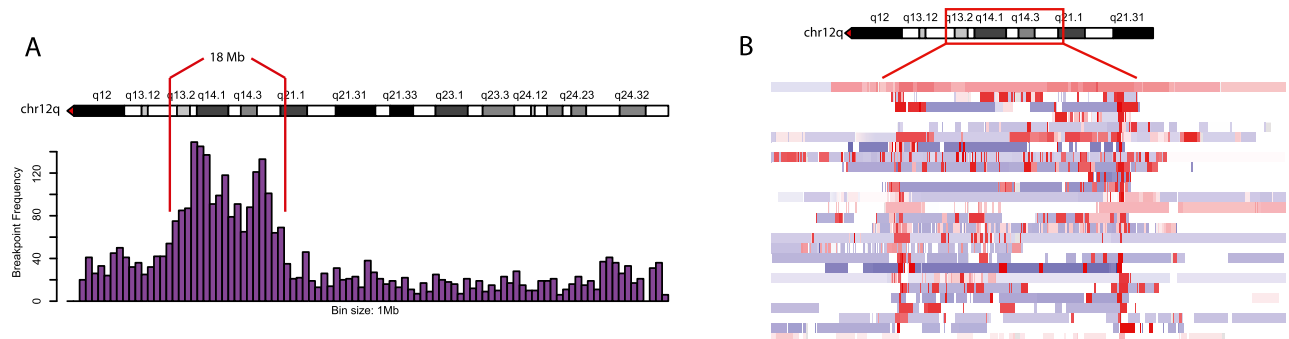 A
18 Mb
q12 q13.12 q13.2 q14.1 q14.3 q21.1 q21.31 q21.33 q23.1 q23.3 q24.12 q24.23 q24.32
chr12q
Breakpoint Frequency
120
80
40
0
Bin size: 1Mb
B
q12 q13.12 q13.2 q14.1 q14.3 q21.1 q21.31
chr12q